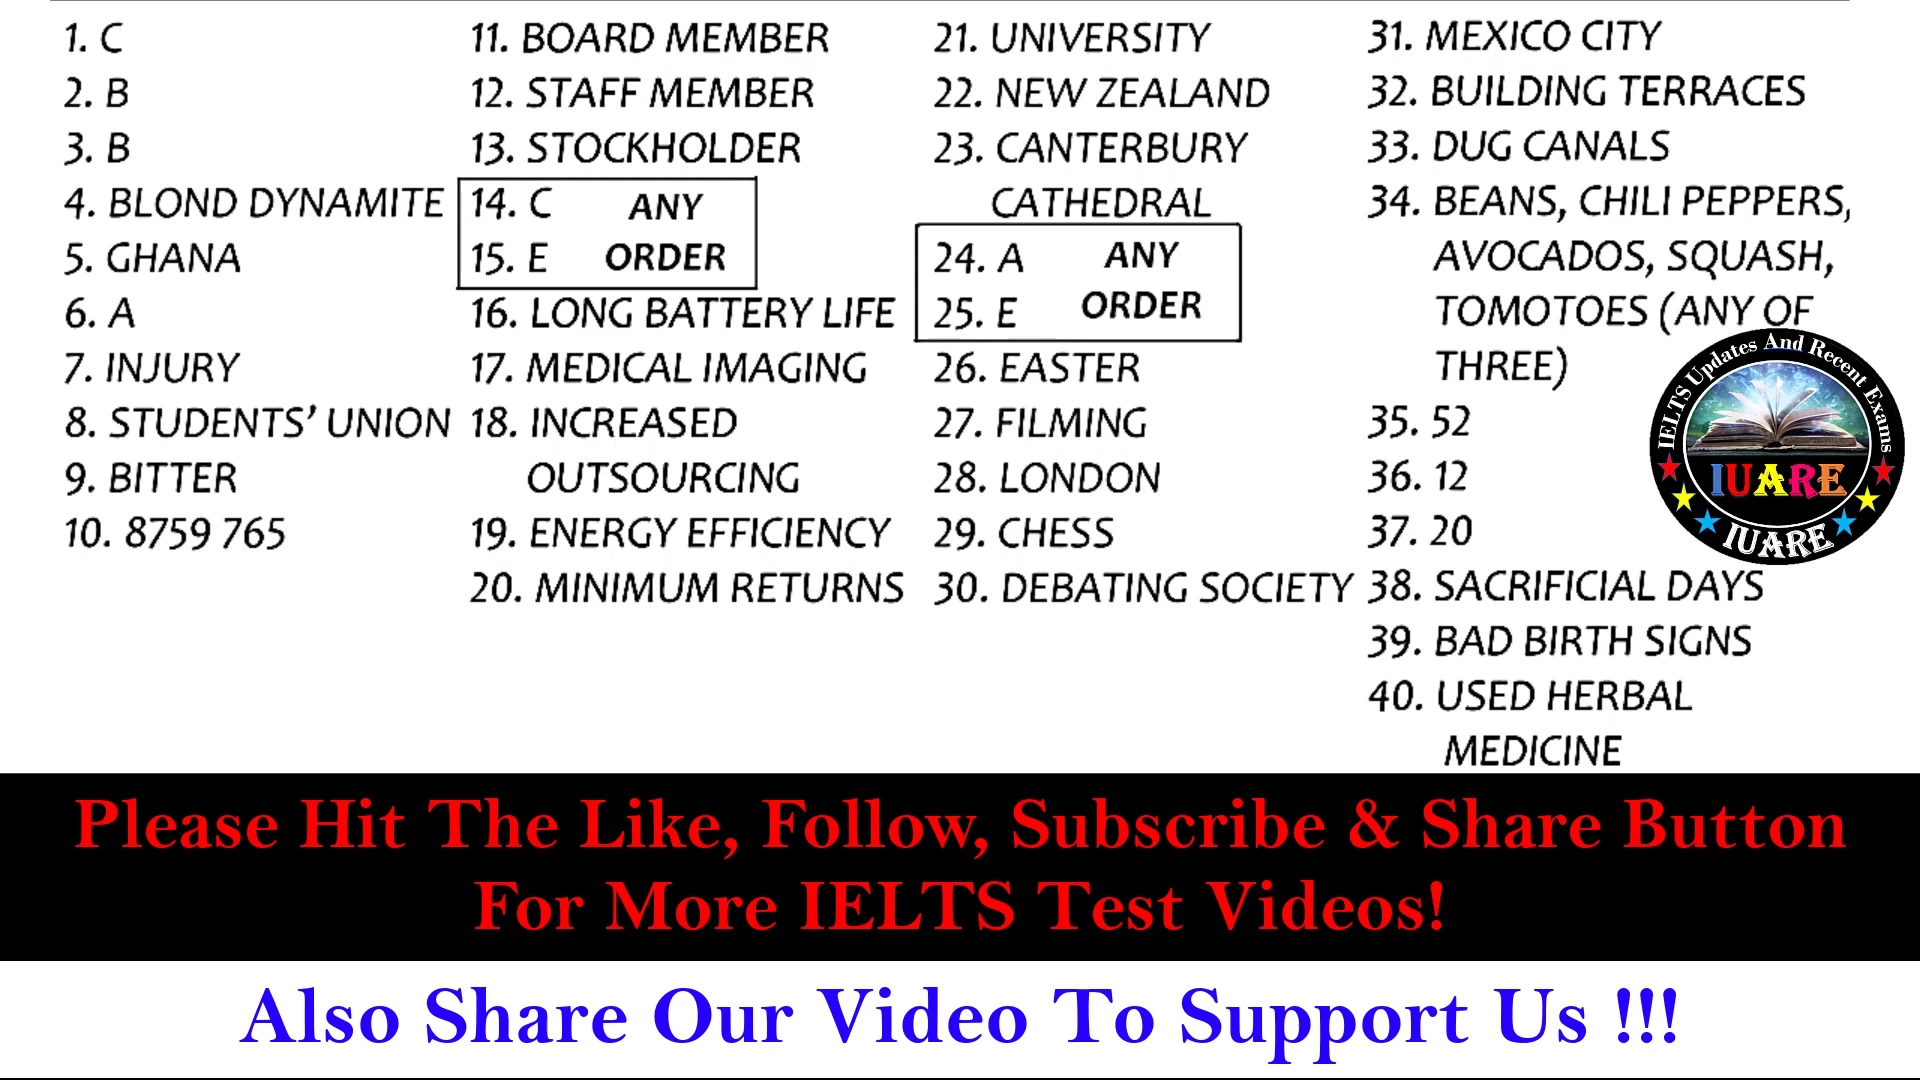 1. C
2. B
3. B
4. BLOND DYNAMITE
5. GHANA
6. A
7. INJURY
8. STUDENTS' UNION
9. BITTER
10. 8759 765
11. BOARD MEMBER
12. STAFF MEMBER
13. STOCKHOLDER
14. C ANY
15. E ORDER
16. LONG BATTERY LIFE
17. MEDICAL IMAGING
18. INCREASED
OUTSOURCING
19. ENERGY EFFICIENCY
20. MINIMUM RETURNS
21. UNIVERSITY
22. NEW ZEALAND
23. CANTERBURY
CATHEDRAL
24. A ANY
25. E ORDER
26. EASTER
27. FILMING
28. LONDON
29. CHESS
30. DEBATING SOCIETY
31. MEXICO CITY
32. BUILDING TERRACES
33. DUG CANALS
34. BEANS, CHILI PEPPERS,
AVOCADOS, SQUASH,
TOMOTOES (ANY OF
THREE)
35. 52
36. 12
37. 20
38. SACRIFICIAL DAYS
39. BAD BIRTH SIGNS
40. USED HERBAL
MEDICINE
IELTS Updates And Recent Exams
IUARE
IUARE
Please Hit The Like, Follow, Subscribe & Share Button
For More IELTS Test Videos!
Also Share Our Video To Support Us !!!